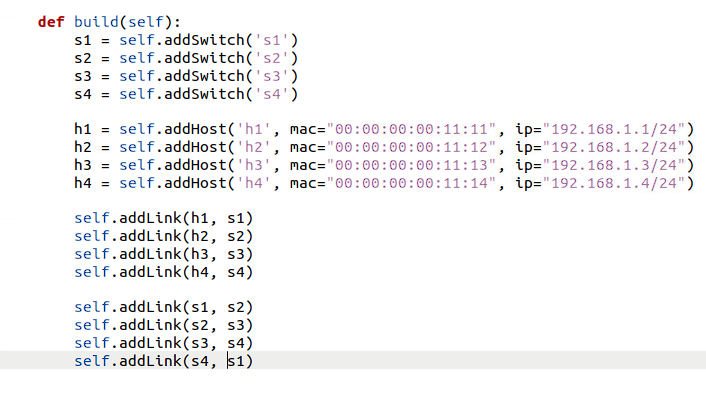 def build(self):
s1 = self.addSwitch('s1')
s2 = self.addSwitch('s2')
s3 = self.addSwitch('s3')
s4 = self.addSwitch('s4')
h1 = self.addHost('h1', mac="00:00:00:00:11:11", ip="192.168.1.1/24")
h2 = self.addHost('h2', mac="00:00:00:00:11:12", ip="192.168.1.2/24")
h3 = self.addHost('h3', mac="00:00:00:00:11:13", ip="192.168.1.3/24")
h4 = self.addHost('h4', mac="00:00:00:00:11:14", ip="192.168.1.4/24")
self.addLink(h1, s1)
self.addLink(h2, s2)
self.addLink(h3, s3)
self.addLink(h4, s4)
self.addLink(s1, s2)
self.addLink(s2, s3)
self.addLink(s3, s4)
self.addLink(s4, s1)